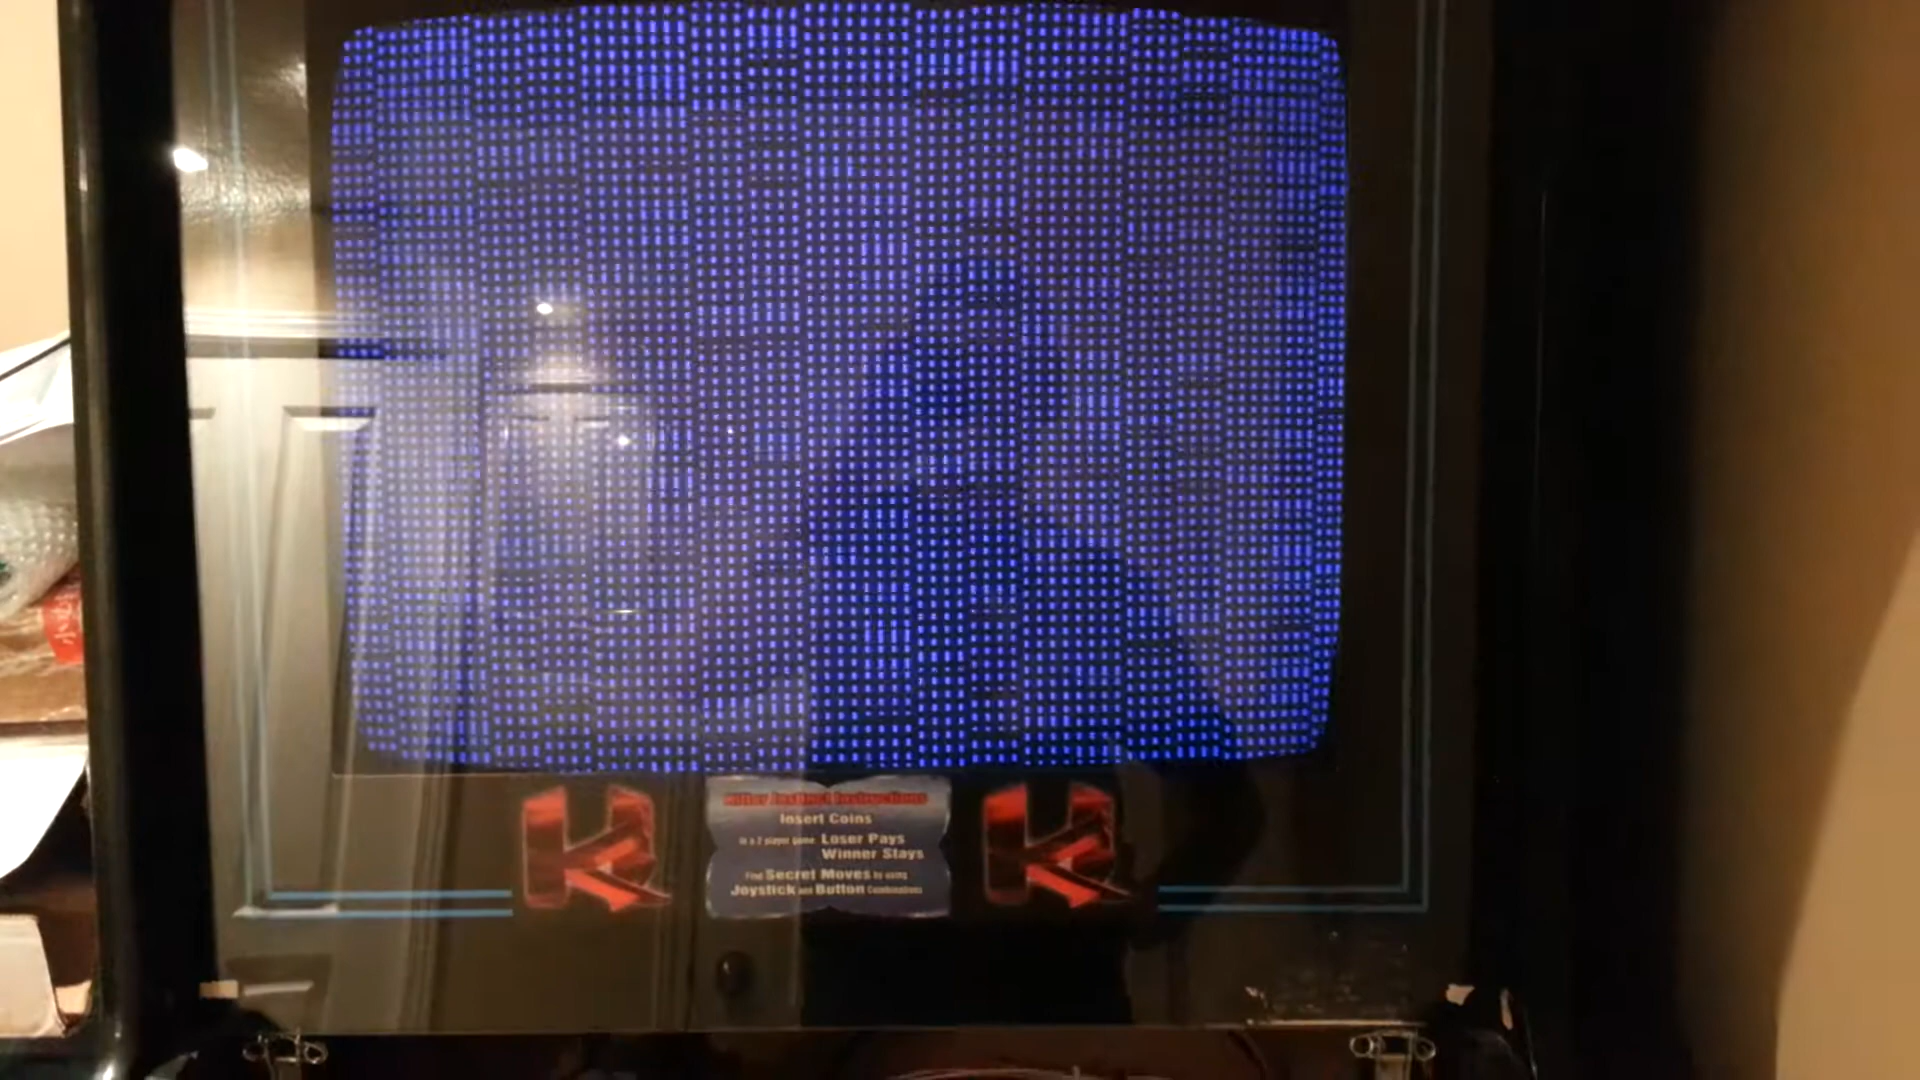 Killer Instinct Instructions
Insert Coins
in a 2 player game Loser Pays
Winner Stays
Find Secret Moves by using
Joystick and Button Combinations